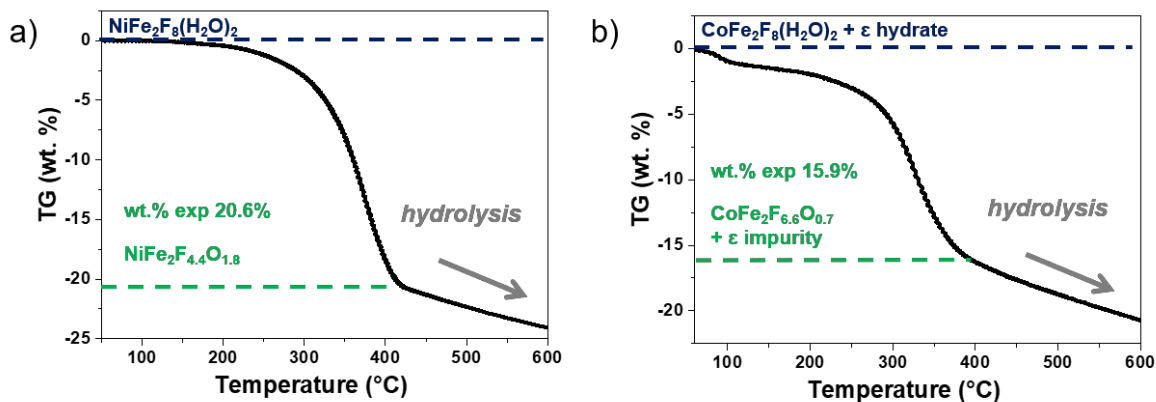 a)
NiFe₂F₈(H₂O)₂
0
-5
-10
-15
-20
-25
TG (wt. %)
wt.% exp 20.6%
NiFe₂F₄.₄O₁.₈
hydrolysis
100 200 300 400 500 600
Temperature (°C)
b)
CoFe₂F₈(H₂O)₂ + ε hydrate
0
-5
-10
-15
-20
TG (wt. %)
wt.% exp 15.9%
CoFe₂F₆.₆O₀.₇
+ ε impurity
hydrolysis
100 200 300 400 500 600
Temperature (°C)